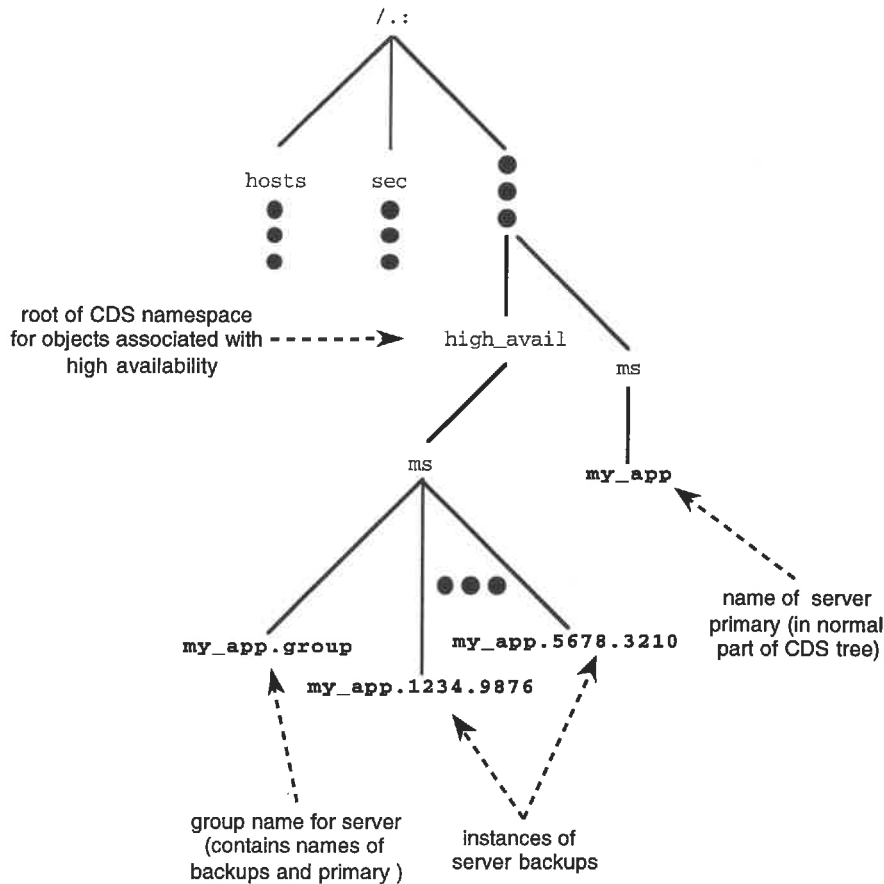 /.:
hosts
sec
root of CDS namespace
for objects associated with
high availability
high_avail
ms
ms
my_app
name of server
primary (in normal
part of CDS tree)
my_app.group
my_app.5678.3210
my_app.1234.9876
group name for server
(contains names of
backups and primary )
instances of
server backups